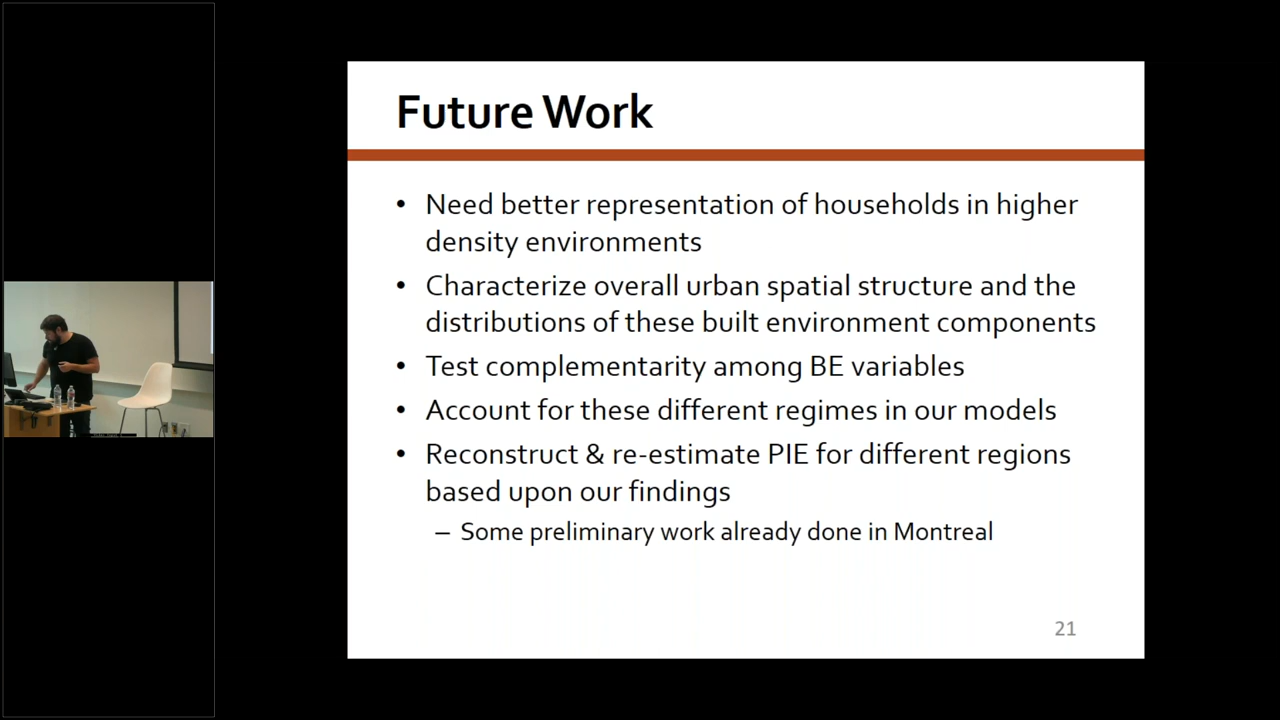 Future Work
• Need better representation of households in higher
density environments
• Characterize overall urban spatial structure and the
distributions of these built environment components
• Test complementarity among BE variables
• Account for these different regimes in our models
• Reconstruct & re-estimate PIE for different regions
based upon our findings
– Some preliminary work already done in Montreal
21